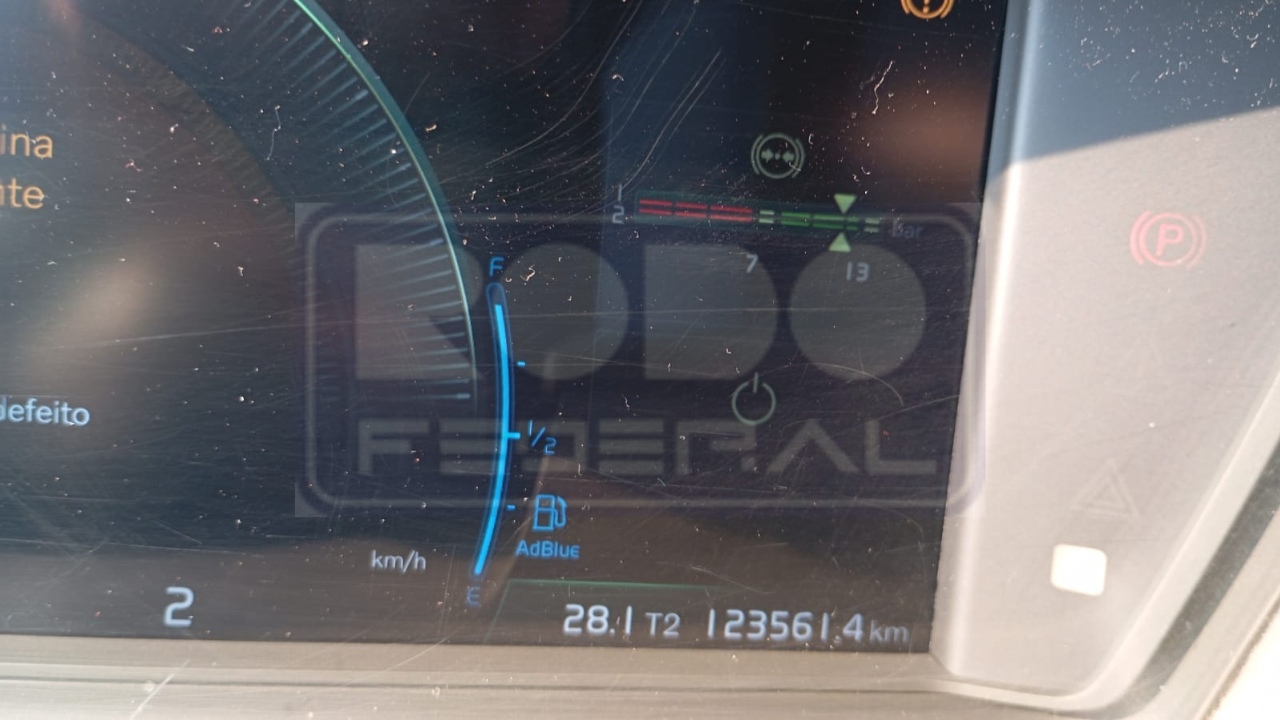 ina
nte
1
2
bar
7 13
F
P
1/2
defeito
RODO
FEDERAL
AdBlue
km/h
E
2
28.1 T2 123561.4 km